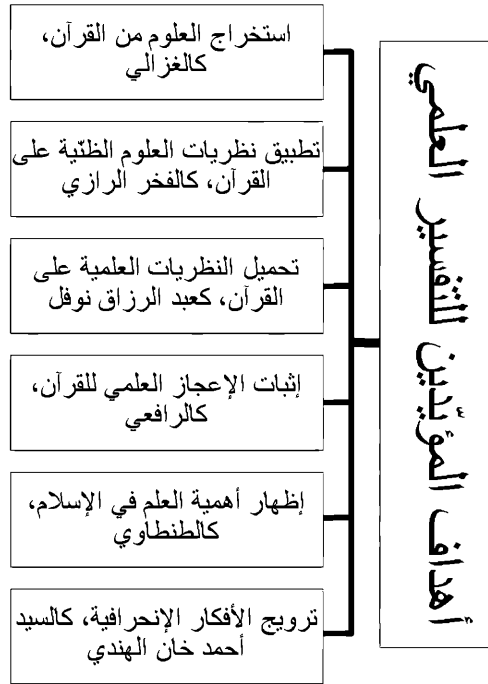 أهداف المؤيّدين للتفسير العلمي
استخراج العلوم من القرآن،
كالغزالي
تطبيق نظريات العلوم الظنّية على
القرآن، كالفخر الرازي
تحميل النظريات العلمية على
القرآن، كعبد الرزاق نوفل
إثبات الإعجاز العلمي للقرآن،
كالرافعي
إظهار أهمية العلم في الإسلام،
كالطنطاوي
ترويج الأفكار الإنحرافية، كالسيد
أحمد خان الهندي